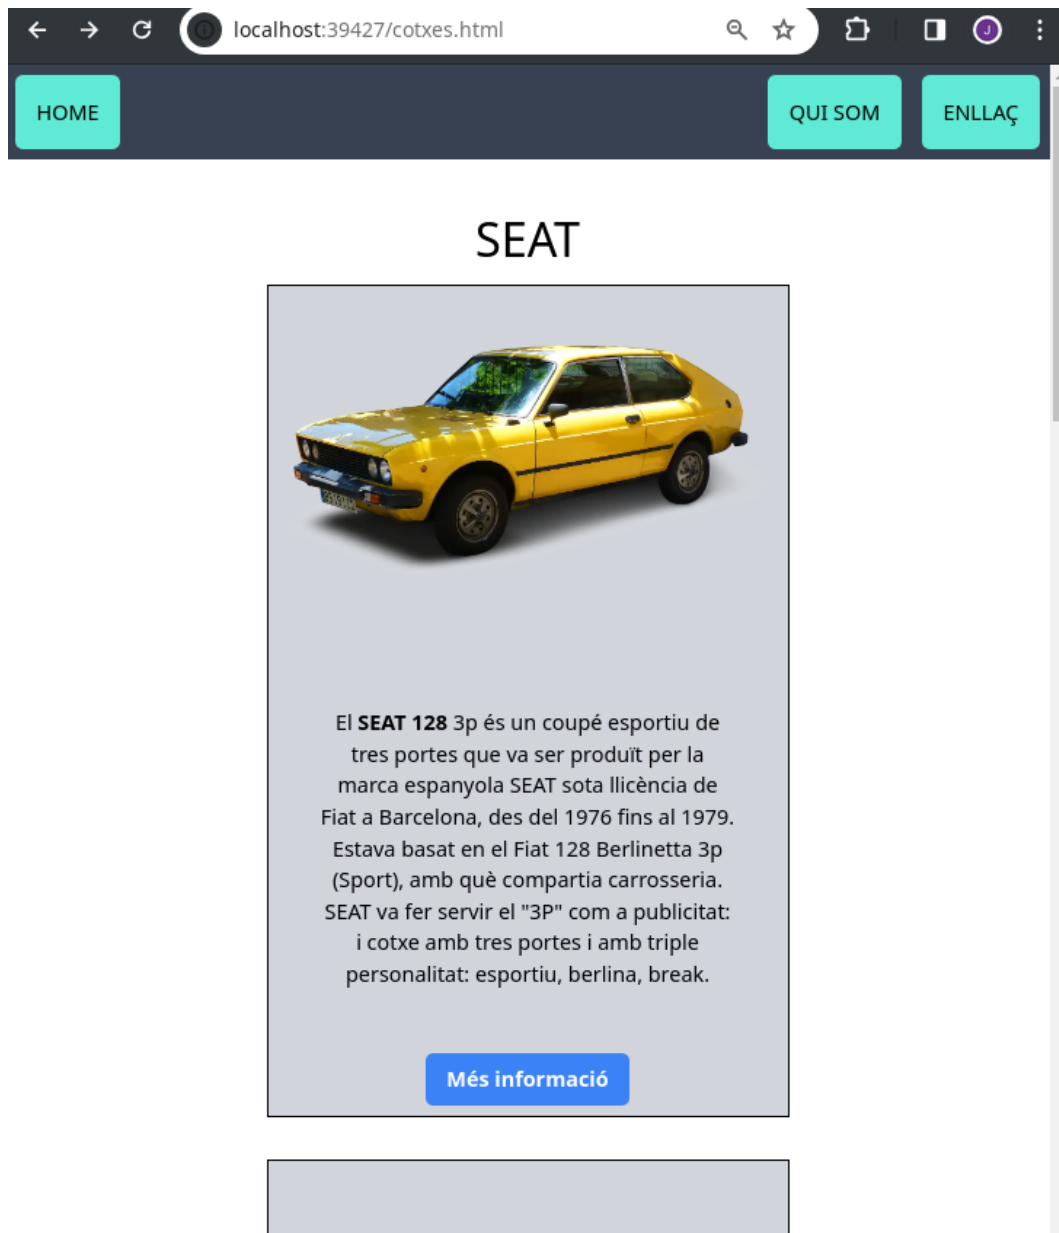 localhost:39427/cotxes.html
J
HOME
QUI SOM
ENLLAÇ
SEAT
El SEAT 128 3p és un coupé esportiu de
tres portes que va ser produït per la
marca espanyola SEAT sota llicència de
Fiat a Barcelona, des del 1976 fins al 1979.
Estava basat en el Fiat 128 Berlinetta 3p
(Sport), amb què compartia carrosseria.
SEAT va fer servir el "3P" com a publicitat:
i cotxe amb tres portes i amb triple
personalitat: esportiu, berlina, break.
Més informació